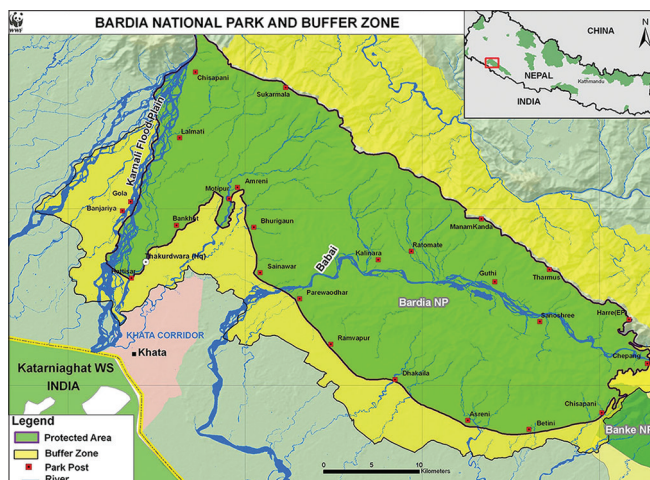 WWF
BARDIA NATIONAL PARK AND BUFFER ZONE
CHINA
N
NEPAL
Kathmandu
INDIA
Chisapani
Sukarmala
Karnali Flood Plain
Lalmati
Amreni
Motipur
Gola
Banjariya
Bankhet
Bhurigaun
ManamKanda
Babai
Kalinara
Ratomate
Thakurdwara (Hq)
Sainawar
Guthi
Tharmus
Parewaodhar
Bardia NP
Sanoshree
Harre(EP)
KHATA CORRIDOR
Khata
Ramvapur
Chepang
Katarniaghat WS
INDIA
Dhakaila
Chisapani
Asreni
Betini
Banke NP
Legend
Protected Area
Buffer Zone
Park Post
River
0 5 10
Kilometers